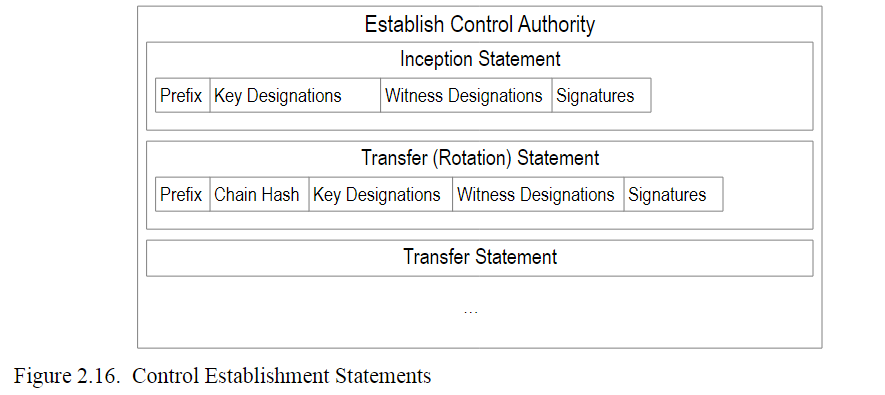 Establish Control Authority
Inception Statement
Prefix Key Designations Witness Designations Signatures
Transfer (Rotation) Statement
Prefix Chain Hash Key Designations Witness Designations Signatures
Transfer Statement
...
Figure 2.16. Control Establishment Statements